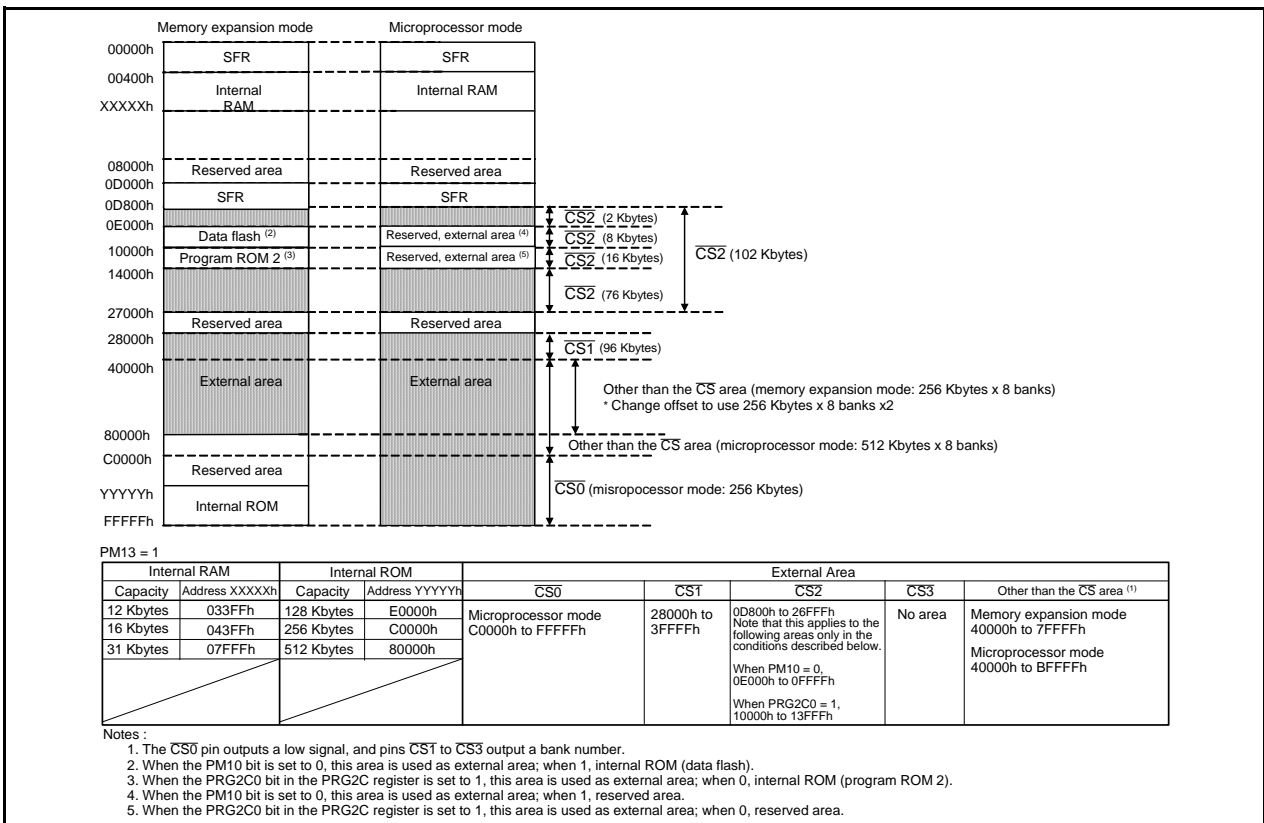 Memory expansion mode Microprocessor mode
00000h
SFR SFR
00400h
Internal RAM Internal RAM
XXXXXh
08000h
Reserved area Reserved area
0D000h
SFR SFR
0D800h
CS2 (2 Kbytes)
0E000h
Data flash (2) Reserved, external area (4) CS2 (8 Kbytes)
10000h
CS2 (102 Kbytes)
Program ROM 2 (3) Reserved, external area (5) CS2 (16 Kbytes)
14000h
CS2 (76 Kbytes)
27000h
Reserved area Reserved area
28000h
CS1 (96 Kbytes)
40000h
External area External area
Other than the CS area (memory expansion mode: 256 Kbytes x 8 banks)
* Change offset to use 256 Kbytes x 8 banks x2
80000h
Other than the CS area (microprocessor mode: 512 Kbytes x 8 banks)
C0000h
Reserved area
CS0 (misropocessor mode: 256 Kbytes)
YYYYYh
Internal ROM
FFFFFh
PM13 = 1
Internal RAM Internal ROM External Area
Capacity Address XXXXXh Capacity Address YYYYYh CS0 CS1 CS2 CS3 Other than the CS area (1)
12 Kbytes 033FFh 128 Kbytes E0000h
16 Kbytes 043FFh 256 Kbytes C0000h
31 Kbytes 07FFFh 512 Kbytes 80000h
Microprocessor mode
C0000h to FFFFFh
28000h to
3FFFFh
0D800h to 26FFFh
Note that this applies to the
following areas only in the
conditions described below.
When PM10 = 0,
0E000h to 0FFFFh
When PRG2C0 = 1,
10000h to 13FFFh
No area
Memory expansion mode
40000h to 7FFFFh
Microprocessor mode
40000h to BFFFFh
Notes :
1. The CS0 pin outputs a low signal, and pins CS1 to CS3 output a bank number.
2. When the PM10 bit is set to 0, this area is used as external area; when 1, internal ROM (data flash).
3. When the PRG2C0 bit in the PRG2C register is set to 1, this area is used as external area; when 0, internal ROM (program ROM 2).
4. When the PM10 bit is set to 0, this area is used as external area; when 1, reserved area.
5. When the PRG2C0 bit in the PRG2C register is set to 1, this area is used as external area; when 0, reserved area.